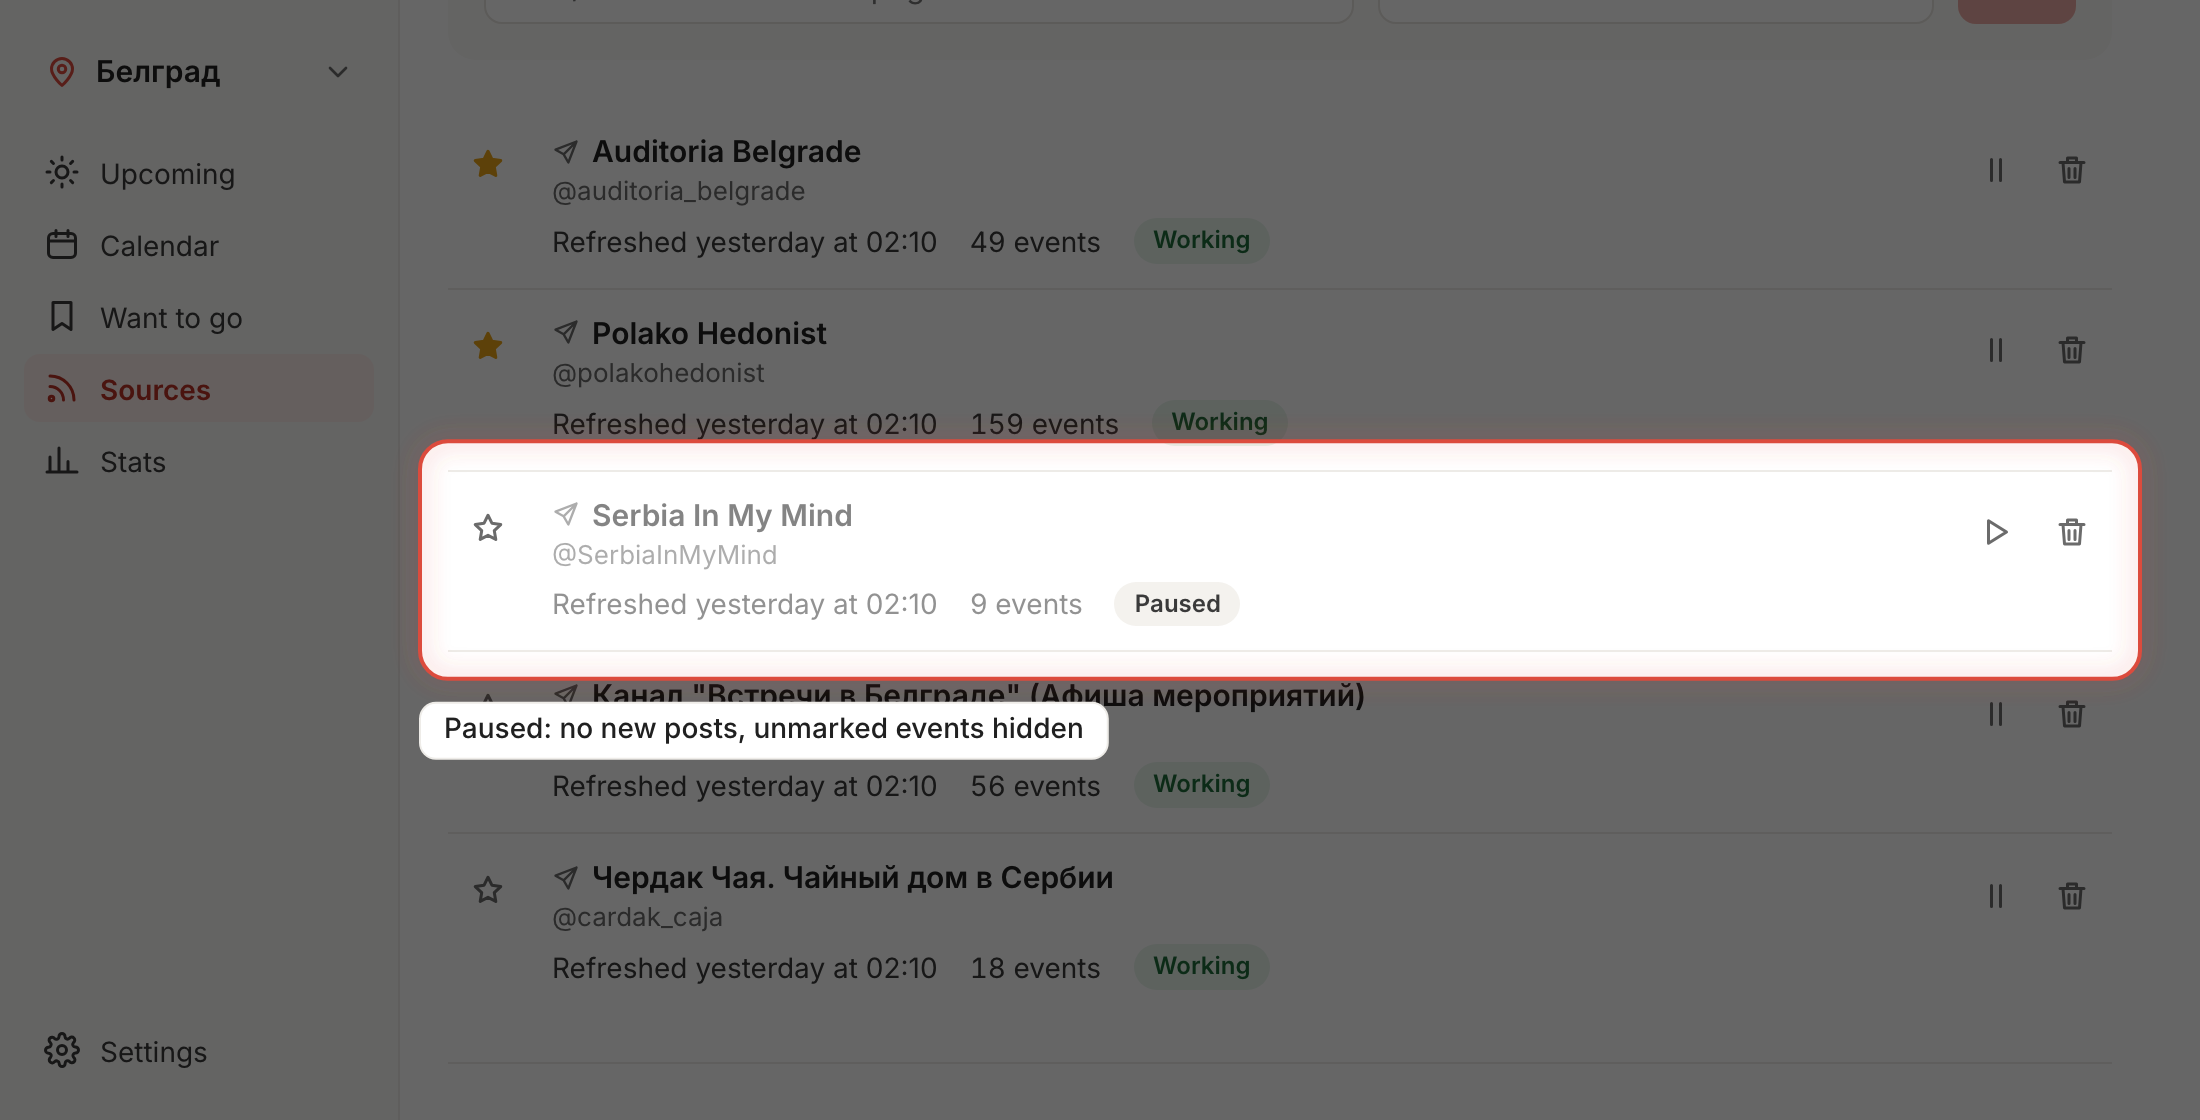 Белград
Upcoming
Calendar
Want to go
Sources
Stats
Settings
Auditoria Belgrade
@auditoria_belgrade
Refreshed yesterday at 02:10 49 events Working
Polako Hedonist
@polakohedonist
Refreshed yesterday at 02:10 159 events Working
Serbia In My Mind
@SerbiaInMyMind
Refreshed yesterday at 02:10 9 events Paused
Канал "Встречи в Белграде" (Афиша мероприятий)
Paused: no new posts, unmarked events hidden
Refreshed yesterday at 02:10 56 events Working
Чердак Чая. Чайный дом в Сербии
@cardak_caja
Refreshed yesterday at 02:10 18 events Working